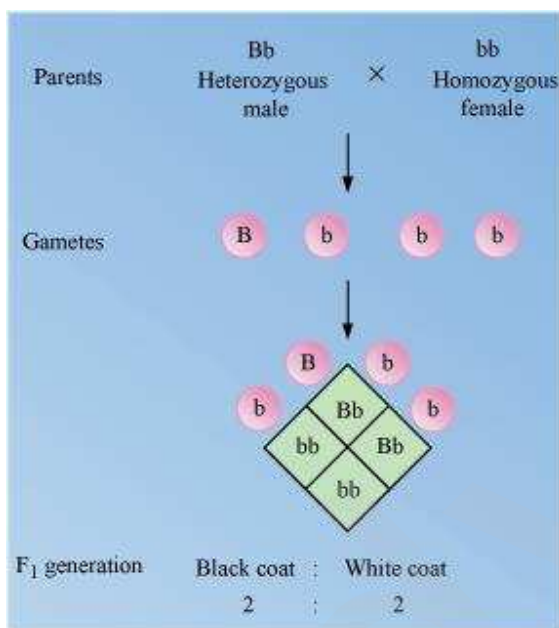 Bb × bb
Parents Heterozygous Homozygous
male female
Gametes B b b b
B b
b b
Bb
bb Bb
bb
F₁ generation Black coat : White coat
2 : 2